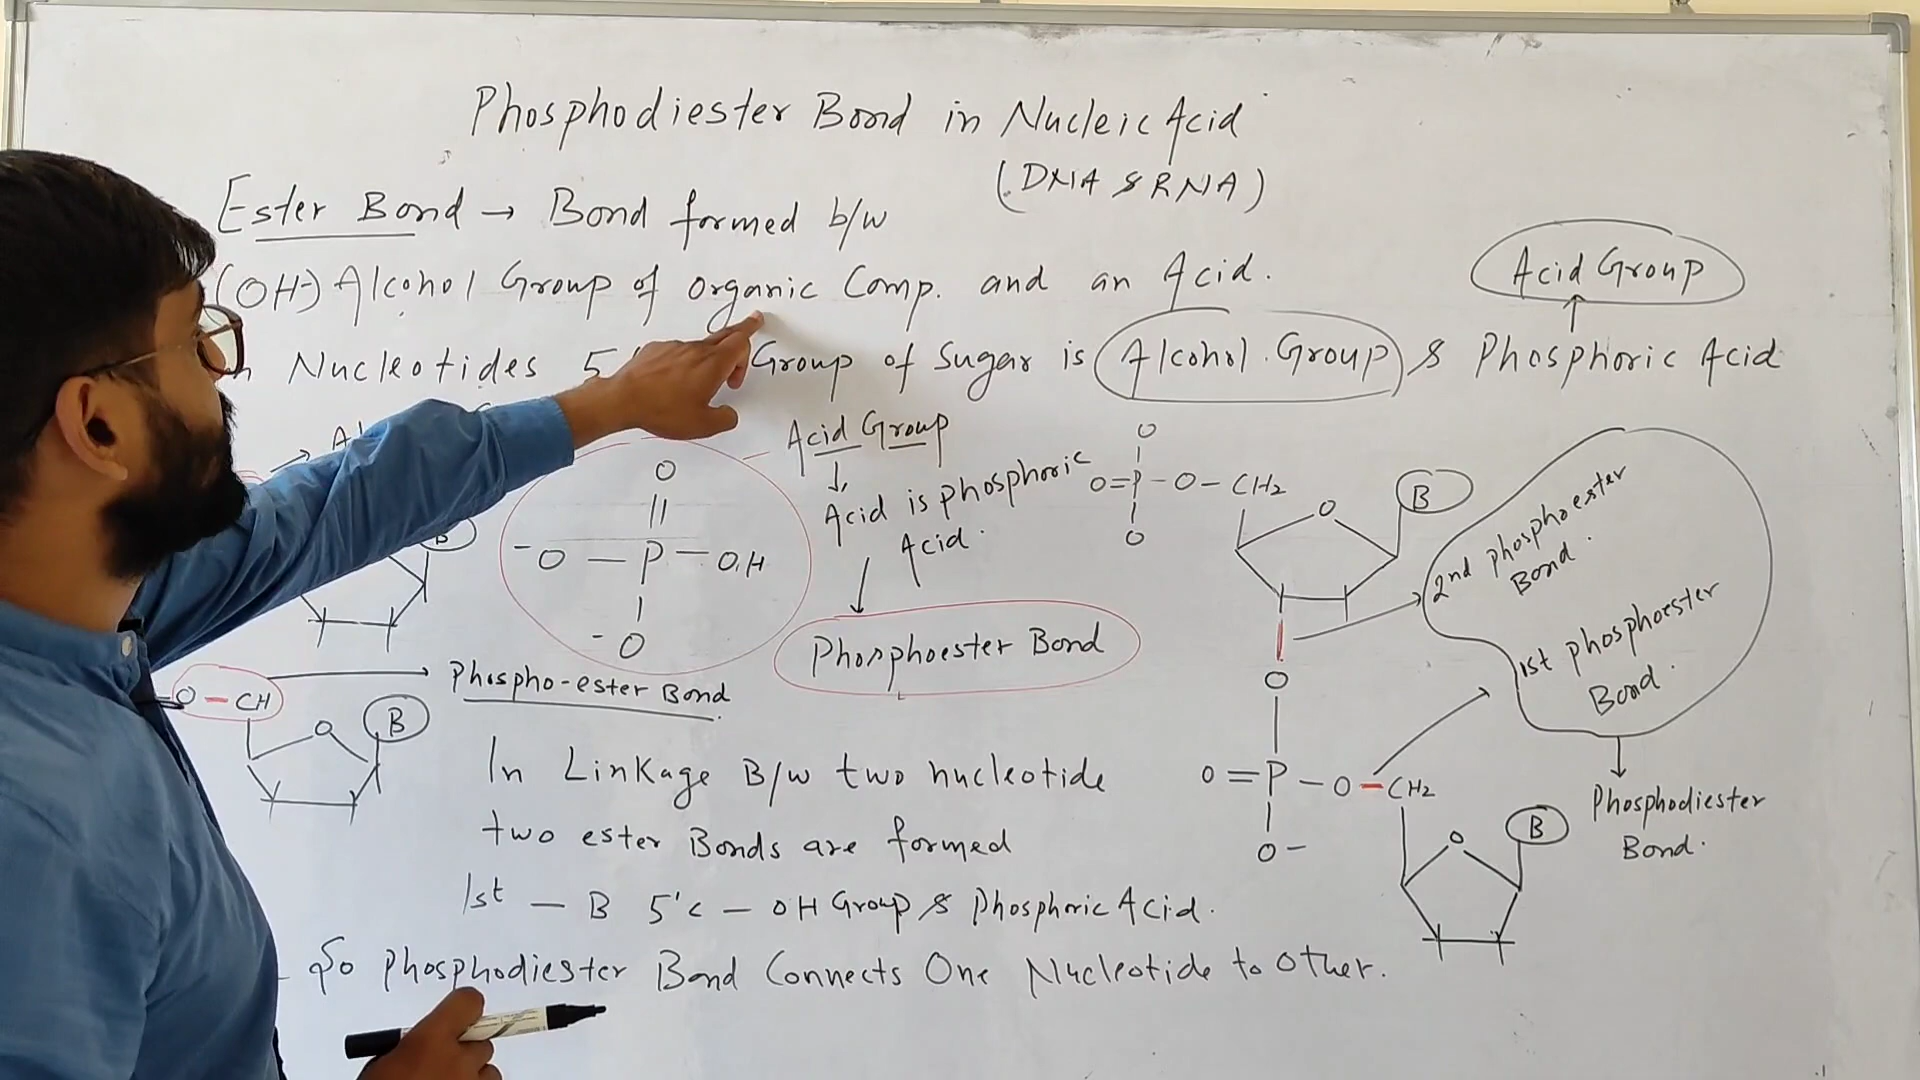 Phosphodiester Bond in Nucleic Acid
(DNA & RNA)
Ester Bond → Bond formed b/w
(OH-) Alcohol Group of organic Comp. and an Acid.
Acid Group
Nucleotides 5' Group of Sugar is Alcohol Group & Phosphoric Acid
Acid Group
Acid is phosphoric
Acid.
Phosphoester Bond
O
||
-O — P — OH
|
-O
B
O
|
O=P-O-CH2
|
O
O
B
2nd phosphoester
Bond.
1st phosphoester
Bond.
Phosphodiester
Bond.
O
O=P-O-CH2
|
O-
O
B
O-CH
Phospho-ester Bond
O
B
In Linkage B/w two nucleotide
two ester Bonds are formed
1st — B 5'c — OH Group & Phosphoric Acid.
- So Phosphodiester Bond Connects One Nucleotide to Other.